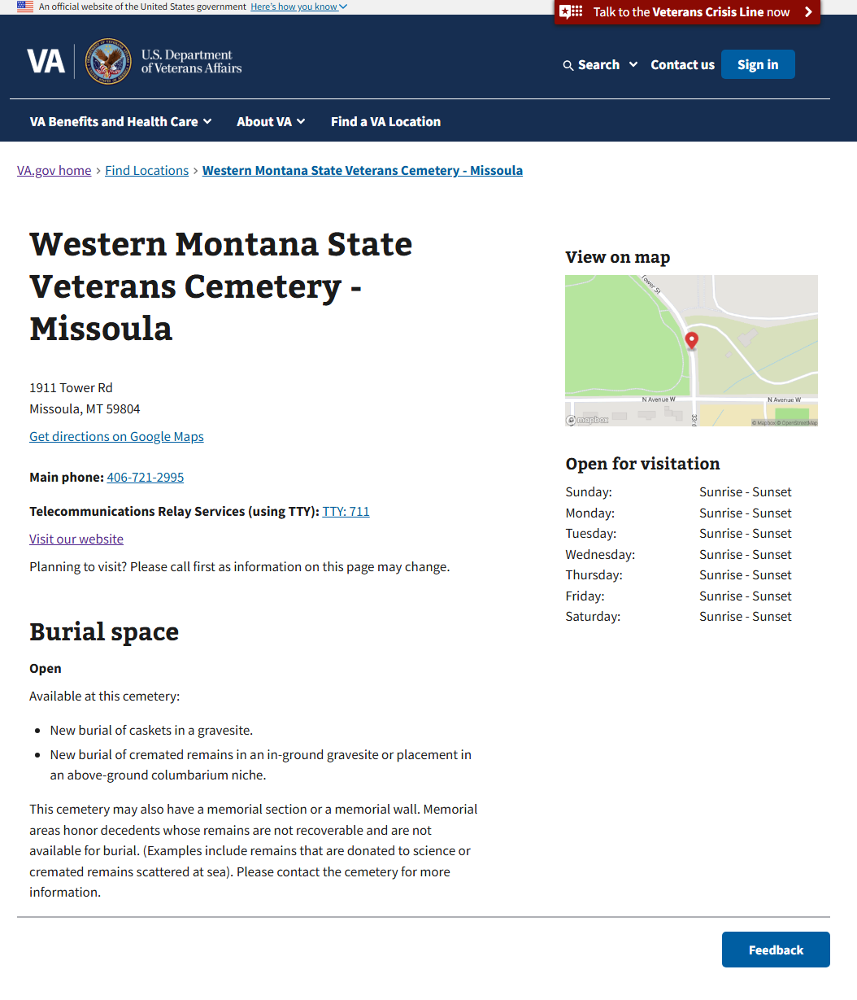 An official website of the United States government Here's how you know
Talk to the Veterans Crisis Line now
VA U.S. Department
of Veterans Affairs
Search Contact us Sign in
VA Benefits and Health Care About VA Find a VA Location
VA.gov home › Find Locations › Western Montana State Veterans Cemetery - Missoula
Western Montana State
Veterans Cemetery -
Missoula
1911 Tower Rd
Missoula, MT 59804
Get directions on Google Maps
Main phone: 406-721-2995
Telecommunications Relay Services (using TTY): TTY: 711
Visit our website
Planning to visit? Please call first as information on this page may change.
Burial space
Open
Available at this cemetery:
• New burial of caskets in a gravesite.
• New burial of cremated remains in an in-ground gravesite or placement in
an above-ground columbarium niche.
This cemetery may also have a memorial section or a memorial wall. Memorial
areas honor decedents whose remains are not recoverable and are not
available for burial. (Examples include remains that are donated to science or
cremated remains scattered at sea). Please contact the cemetery for more
information.
View on map
Tower St
N Avenue W
N Avenue W
33rd
mapbox
© Mapbox © OpenStreetMap
Open for visitation
Sunday: Sunrise - Sunset
Monday: Sunrise - Sunset
Tuesday: Sunrise - Sunset
Wednesday: Sunrise - Sunset
Thursday: Sunrise - Sunset
Friday: Sunrise - Sunset
Saturday: Sunrise - Sunset
Feedback